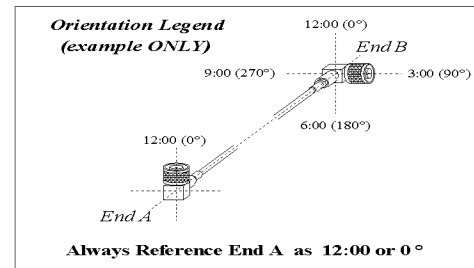 Orientation Legend
(example ONLY)
12:00 (0°)
End B
9:00 (270°)
3:00 (90°)
6:00 (180°)
12:00 (0°)
End A
Always Reference End A as 12:00 or 0 °